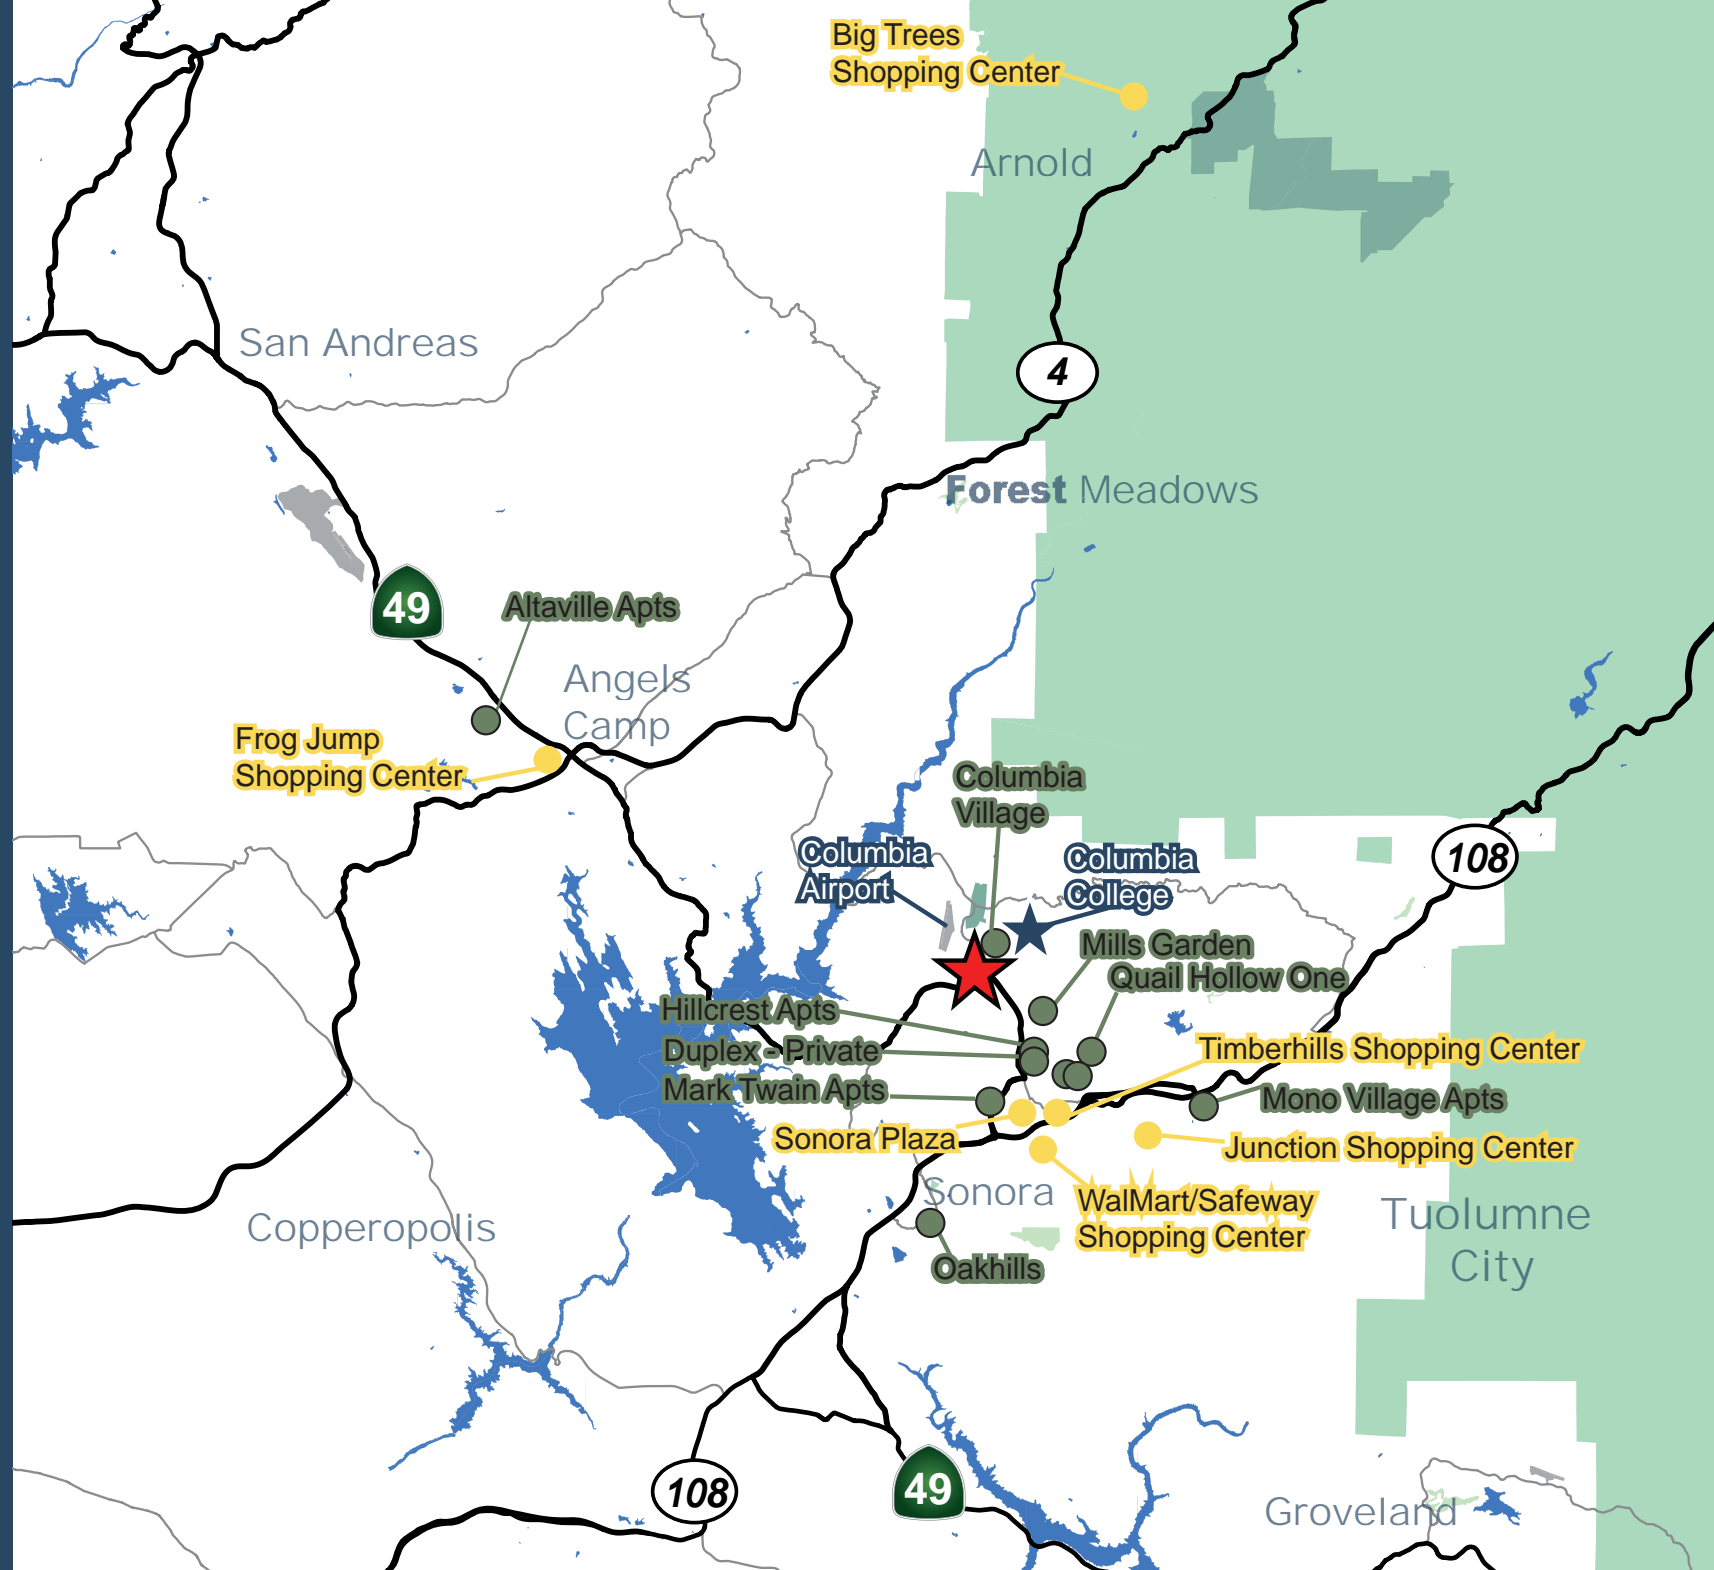 Big Trees
Shopping Center
Arnold
San Andreas
4
Forest Meadows
49
Altaville Apts
Angels
Camp
Frog Jump
Shopping Center
Columbia
Village
Columbia
Airport
Columbia
College
108
Mills Garden
Quail Hollow One
Hillcrest Apts
Duplex - Private
Timberhills Shopping Center
Mark Twain Apts
Mono Village Apts
Sonora Plaza
Junction Shopping Center
Sonora
WalMart/Safeway
Shopping Center
Tuolumne
City
Copperopolis
Oakhills
108
49
Groveland